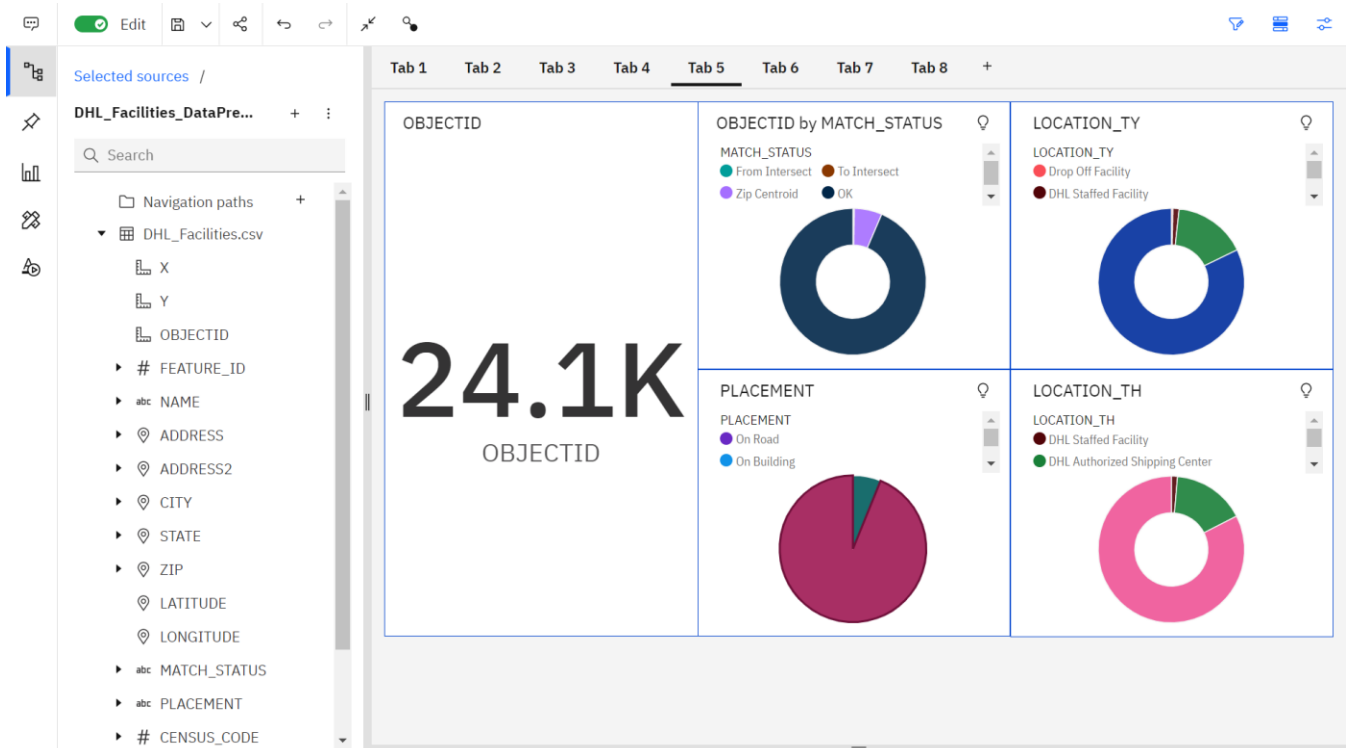 Edit
Selected sources /
DHL_Facilities_DataPre...
Search
Navigation paths
DHL_Facilities.csv
X
Y
OBJECTID
# FEATURE_ID
abc NAME
ADDRESS
ADDRESS2
CITY
STATE
ZIP
LATITUDE
LONGITUDE
abc MATCH_STATUS
abc PLACEMENT
# CENSUS_CODE
Tab 1 Tab 2 Tab 3 Tab 4 Tab 5 Tab 6 Tab 7 Tab 8 +
OBJECTID
24.1K
OBJECTID
OBJECTID by MATCH_STATUS
MATCH_STATUS
From Intersect To Intersect
Zip Centroid OK
LOCATION_TY
LOCATION_TY
Drop Off Facility
DHL Staffed Facility
PLACEMENT
PLACEMENT
On Road
On Building
LOCATION_TH
LOCATION_TH
DHL Staffed Facility
DHL Authorized Shipping Center